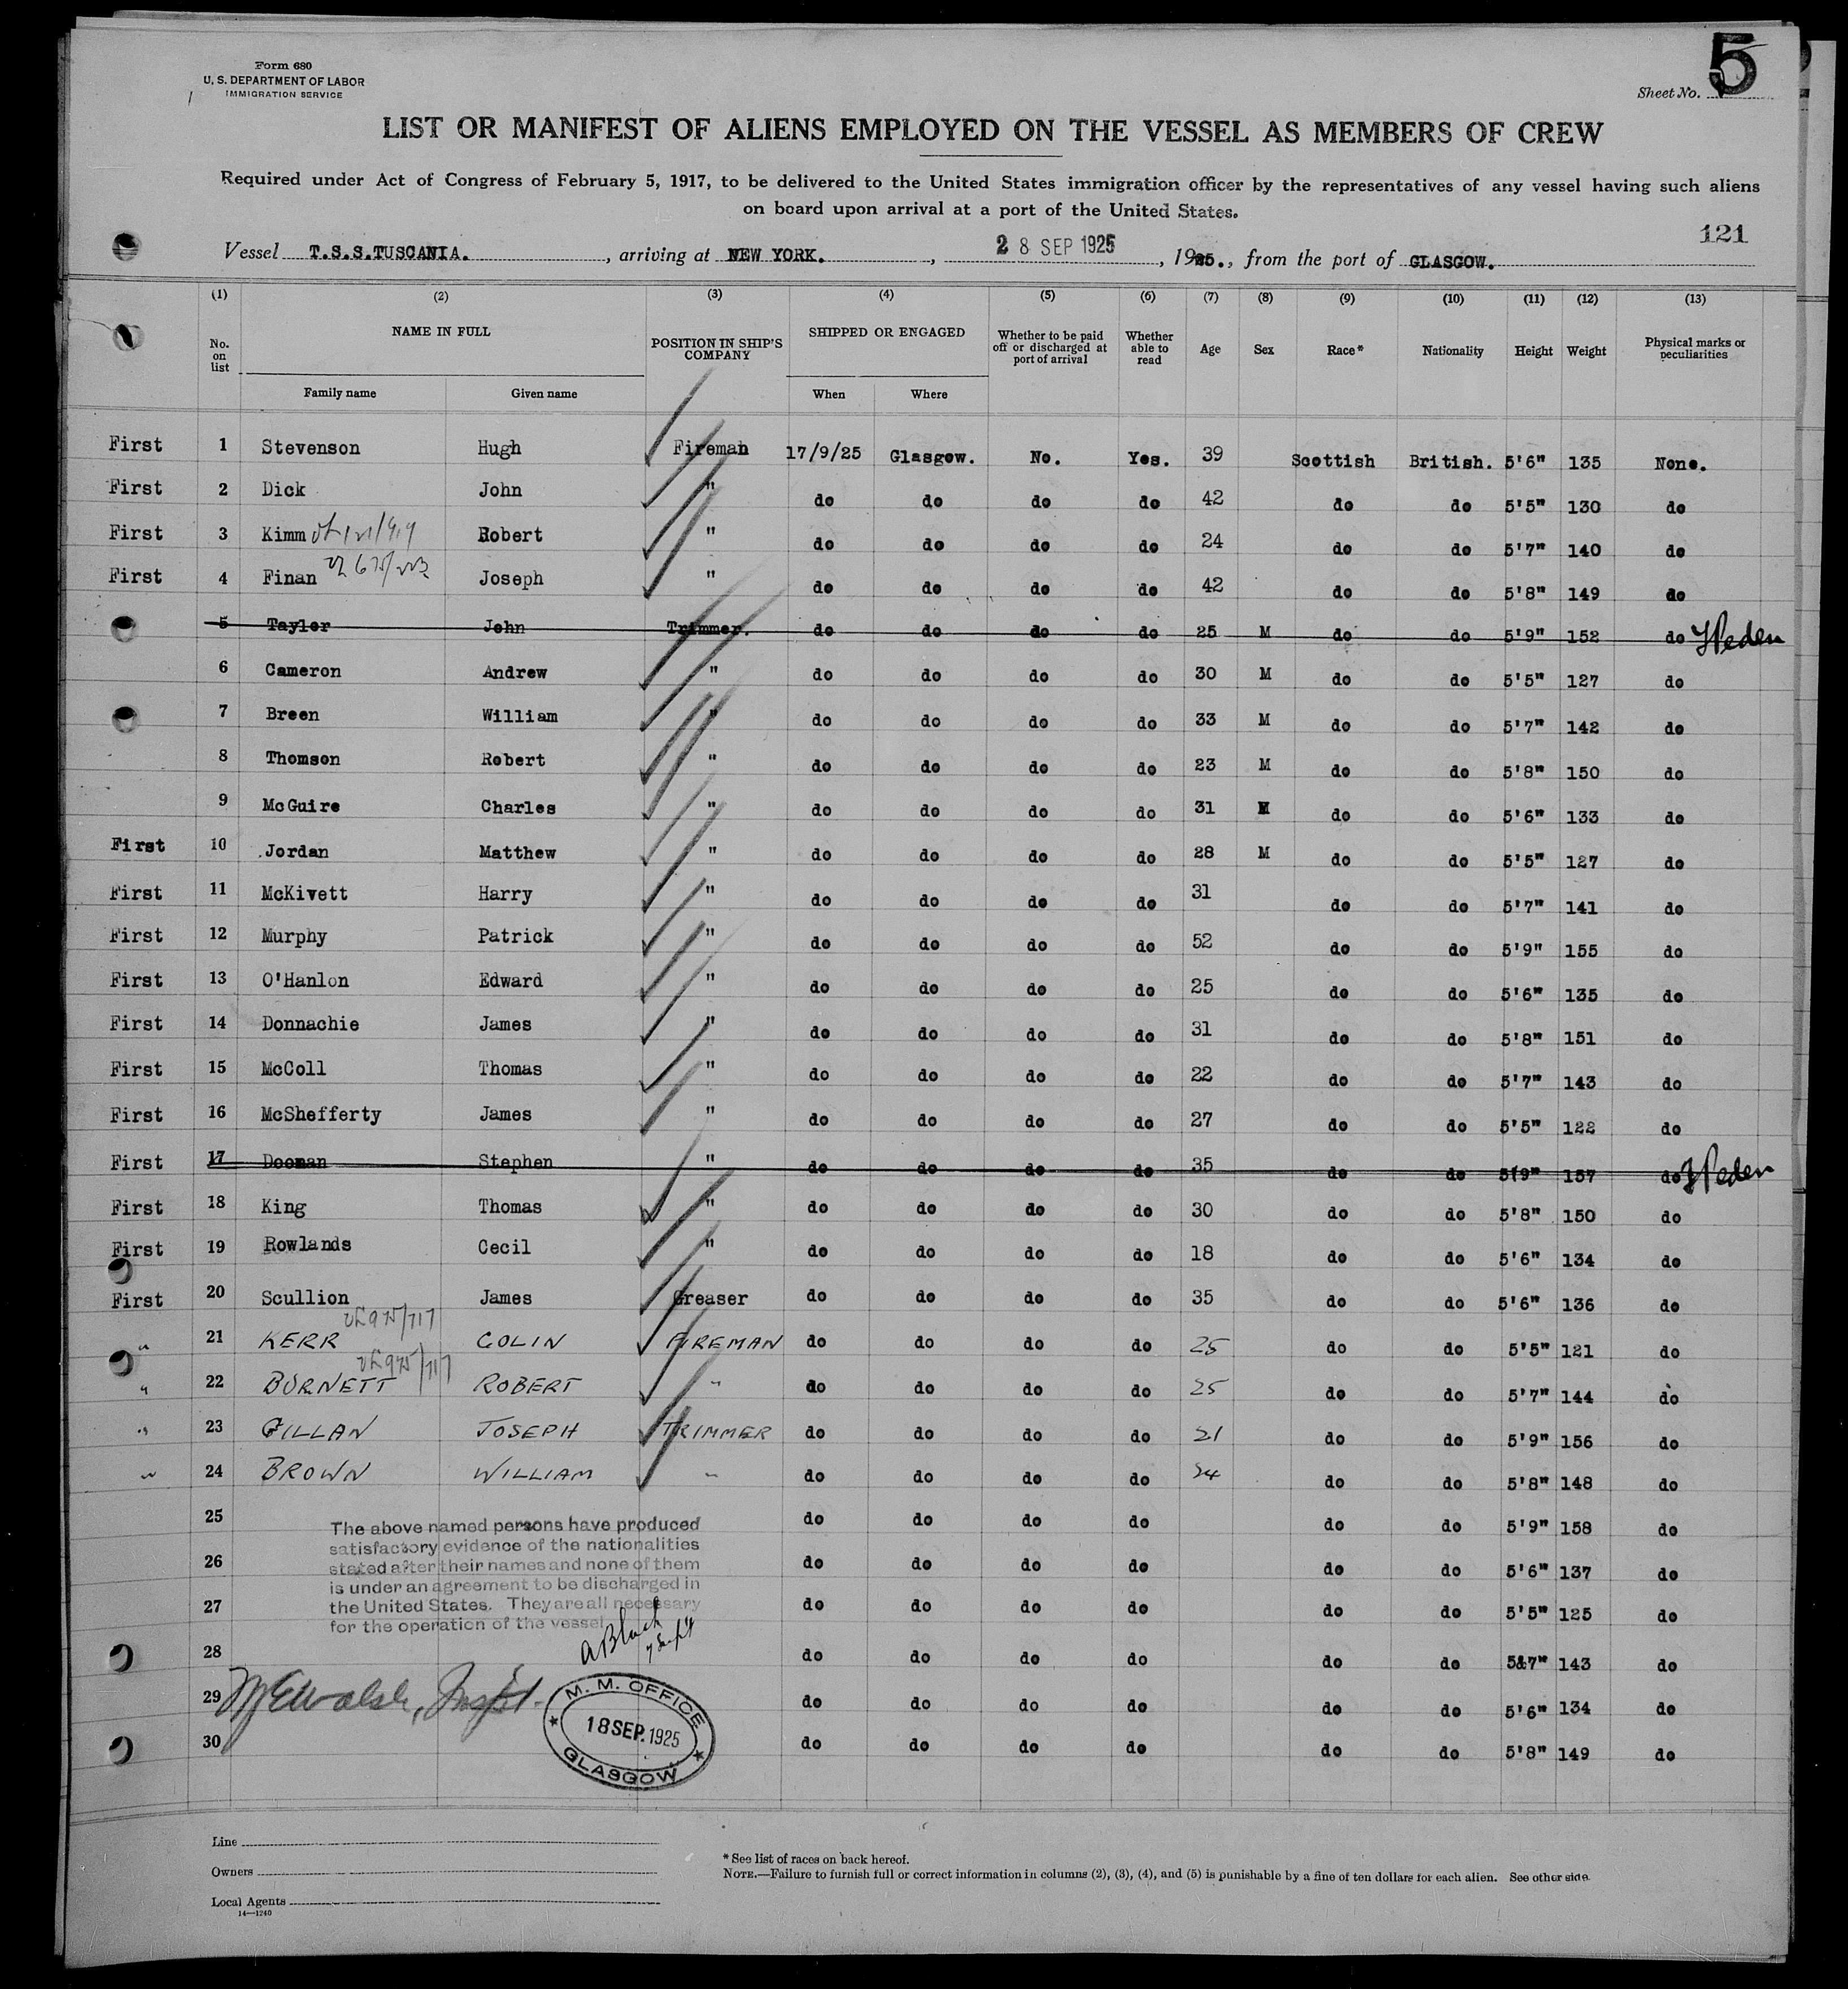 Form 680
U. S. DEPARTMENT OF LABOR
IMMIGRATION SERVICE
Sheet No. 5
LIST OR MANIFEST OF ALIENS EMPLOYED ON THE VESSEL AS MEMBERS OF CREW
Required under Act of Congress of February 5, 1917, to be delivered to the United States immigration officer by the representatives of any vessel having such aliens
on board upon arrival at a port of the United States.
121
Vessel T.S.S.TUSCANIA. , arriving at NEW YORK. , 28 SEP 1925 , 1925., from the port of GLASGOW.
(1) (2) (3) (4) (5) (6) (7) (8) (9) (10) (11) (12) (13)
No. on list NAME IN FULL Family name Given name POSITION IN SHIP'S COMPANY SHIPPED OR ENGAGED When Where Whether to be paid off or discharged at port of arrival Whether able to read Age Sex Race* Nationality Height Weight Physical marks or peculiarities
First 1 Stevenson Hugh Fireman 17/9/25 Glasgow. No. Yes. 39 Scottish British. 5'6" 135 None.
First 2 Dick John " do do do do 42 do do 5'5" 130 do
First 3 Kimm Robert " do do do do 24 do do 5'7" 140 do
First 4 Finan Joseph " do do do do 42 do do 5'8" 149 do
5 Taylor John Trimmer. do do do do 25 M do do 5'9" 152 do HPeden
6 Cameron Andrew " do do do do 30 M do do 5'5" 127 do
7 Breen William " do do do do 33 M do do 5'7" 142 do
8 Thomson Robert " do do do do 23 M do do 5'8" 150 do
9 McGuire Charles " do do do do 31 M do do 5'6" 133 do
First 10 Jordan Matthew " do do do do 28 M do do 5'5" 127 do
First 11 McKivett Harry " do do do do 31 do do 5'7" 141 do
First 12 Murphy Patrick " do do do do 52 do do 5'9" 155 do
First 13 O'Hanlon Edward " do do do do 25 do do 5'6" 135 do
First 14 Donnachie James " do do do do 31 do do 5'8" 151 do
First 15 McColl Thomas " do do do do 22 do do 5'7" 143 do
First 16 McShefferty James " do do do do 27 do do 5'5" 122 do
First 17 Dooman Stephen " do do do do 35 do do 5'9" 157 do HPeden
First 18 King Thomas " do do do do 30 do do 5'8" 150 do
First 19 Rowlands Cecil " do do do do 18 do do 5'6" 134 do
First 20 Scullion James Greaser do do do do 35 do do 5'6" 136 do
" 21 KERR COLIN FIREMAN do do do do 25 do do 5'5" 121 do
" 22 BURNETT ROBERT " do do do do 25 do do 5'7" 144 do
" 23 GILLAN JOSEPH TRIMMER do do do do 21 do do 5'9" 156 do
" 24 BROWN WILLIAM " do do do do 24 do do 5'8" 148 do
25 do do do do do do 5'9" 158 do
26 do do do do do do 5'6" 137 do
27 do do do do do do 5'5" 125 do
28 do do do do do do 5&7" 143 do
29 do do do do do do 5'6" 134 do
30 do do do do do do 5'8" 149 do
The above named persons have produced
satisfactory evidence of the nationalities
stated after their names and none of them
is under an agreement to be discharged in
the United States. They are all necessary
for the operation of the vessel
ABlack
M. M. OFFICE
18 SEP. 1925
GLASGOW
Line
Owners
Local Agents
14—1240
* See list of races on back hereof.
NOTE.—Failure to furnish full or correct information in columns (2), (3), (4), and (5) is punishable by a fine of ten dollars for each alien. See other side.